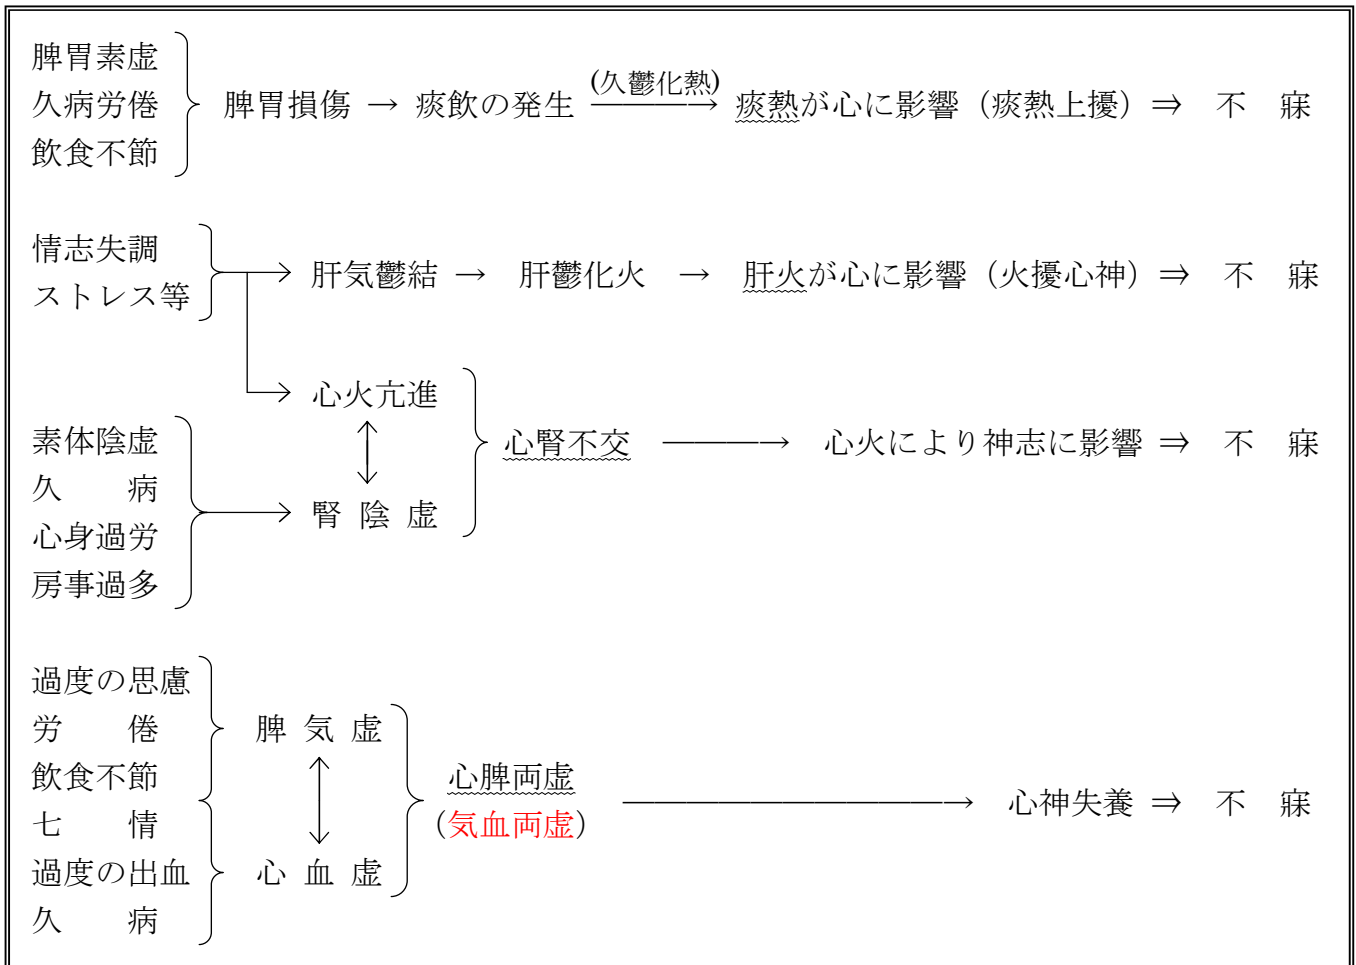 脾胃素虚
久病労倦
飲食不節
脾胃損傷 → 痰飲の発生 (久鬱化熱) → 痰熱が心に影響（痰熱上擾）⇒ 不　寐
情志失調
ストレス等
肝気鬱結 → 肝鬱化火 → 肝火が心に影響（火擾心神）⇒ 不　寐
心火亢進
素体陰虚
久　　病
心身過労
房事過多
腎 陰 虚
心腎不交 → 心火により神志に影響 ⇒ 不　寐
過度の思慮
労　　倦
飲食不節
七　　情
過度の出血
久　　病
脾 気 虚
心 血 虚
心脾両虚
（気血両虚）
→ 心神失養 ⇒ 不　寐